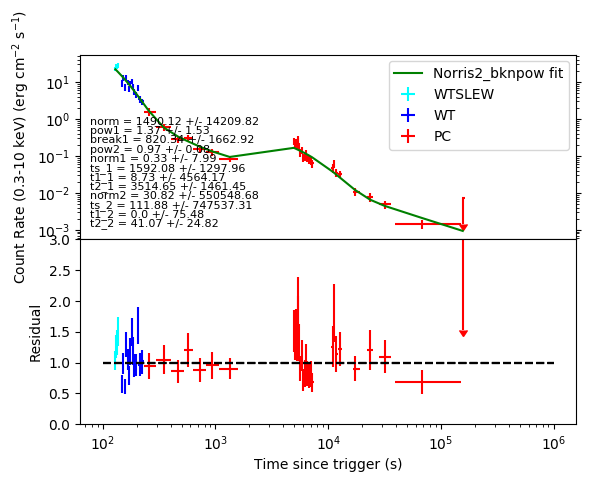 Count Rate (0.3-10 keV) (erg cm⁻² s⁻¹)
10¹
10⁰
10⁻¹
10⁻²
10⁻³
Norris2_bknpow fit
WTSLEW
WT
PC
norm = 1490.12 +/- 14209.82
pow1 = 1.37 +/- 1.53
break1 = 820.34 +/- 1662.92
pow2 = 0.97 +/-
norm1 = 0.33 +/- 7.99
ts_1 = 1592.08 +/- 1297.96
t1_1 = 8.73 +/- 4564.17
t2_1 = 3514.65 +/- 1461.45
norm2 = 30.82 +/- 550548.68
ts_2 = 111.88 +/- 747537.31
t1_2 = 0.0 +/- 75.48
t2_2 = 41.07 +/- 24.82
Residual
3.0
2.5
2.0
1.5
1.0
0.5
0.0
10² 10³ 10⁴ 10⁵ 10⁶
Time since trigger (s)